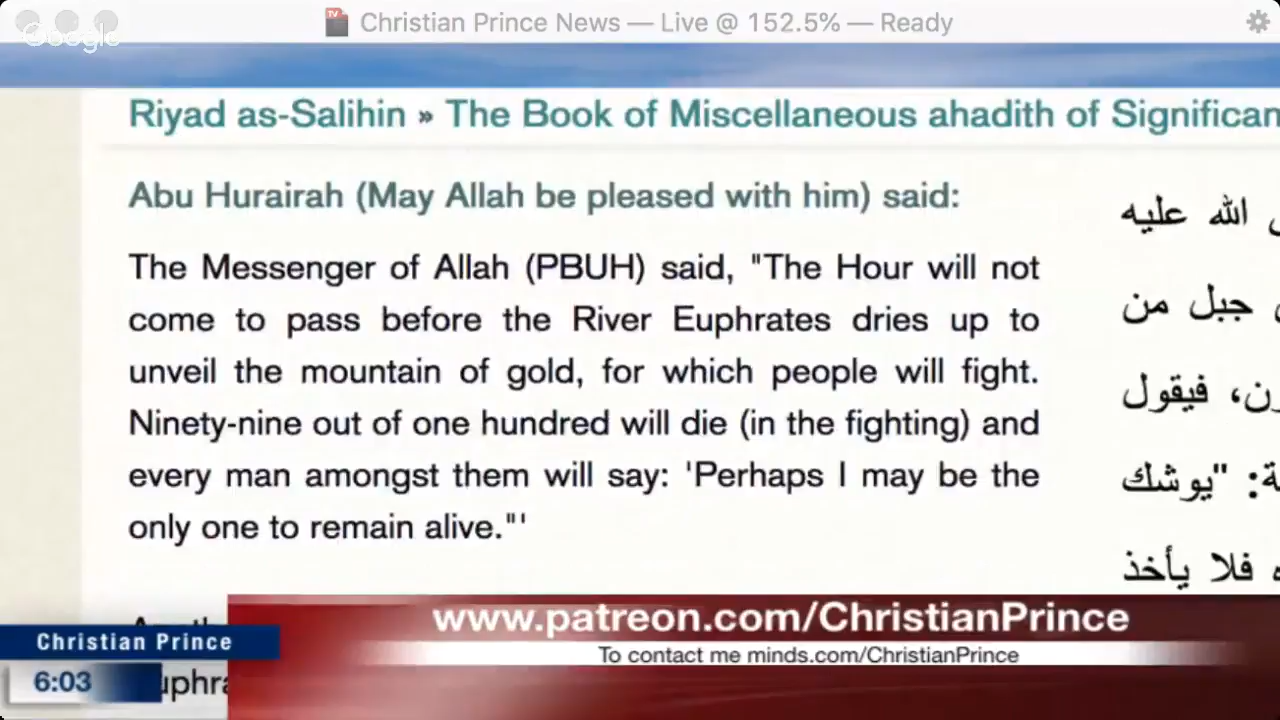 Christian Prince News — Live @ 152.5% — Ready
Google
Riyad as-Salihin » The Book of Miscellaneous ahadith of Significan
Abu Hurairah (May Allah be pleased with him) said:
The Messenger of Allah (PBUH) said, "The Hour will not
come to pass before the River Euphrates dries up to
unveil the mountain of gold, for which people will fight.
Ninety-nine out of one hundred will die (in the fighting) and
every man amongst them will say: 'Perhaps I may be the
only one to remain alive."'
الله عليه
جبل من
فيقول
"يوشك
فلا يأخذ
www.patreon.com/ChristianPrince
To contact me minds.com/ChristianPrince
Christian Prince
6:03